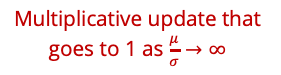 Multiplicative update that
goes to 1 as μ/σ → ∞